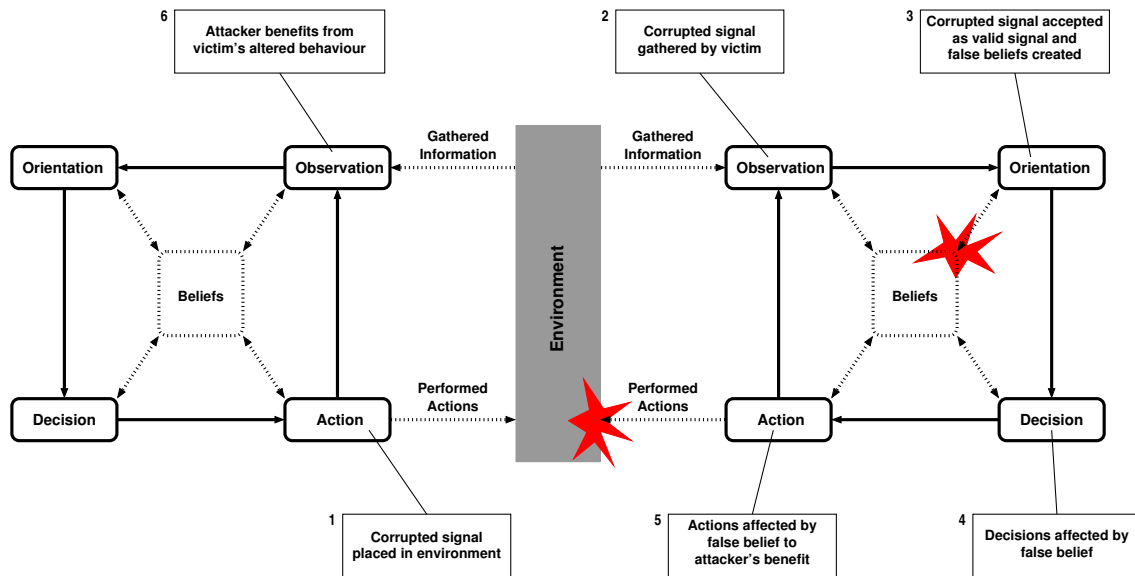 6
Attacker benefits from
victim's altered behaviour
2
Corrupted signal
gathered by victim
3
Corrupted signal accepted
as valid signal and
false beliefs created
Orientation
Observation
Gathered
Information
Gathered
Information
Observation
Orientation
Beliefs
Environment
Beliefs
Decision
Action
Performed
Actions
Performed
Actions
Action
Decision
1
Corrupted signal
placed in environment
5
Actions affected by
false belief to
attacker's benefit
4
Decisions affected by
false belief